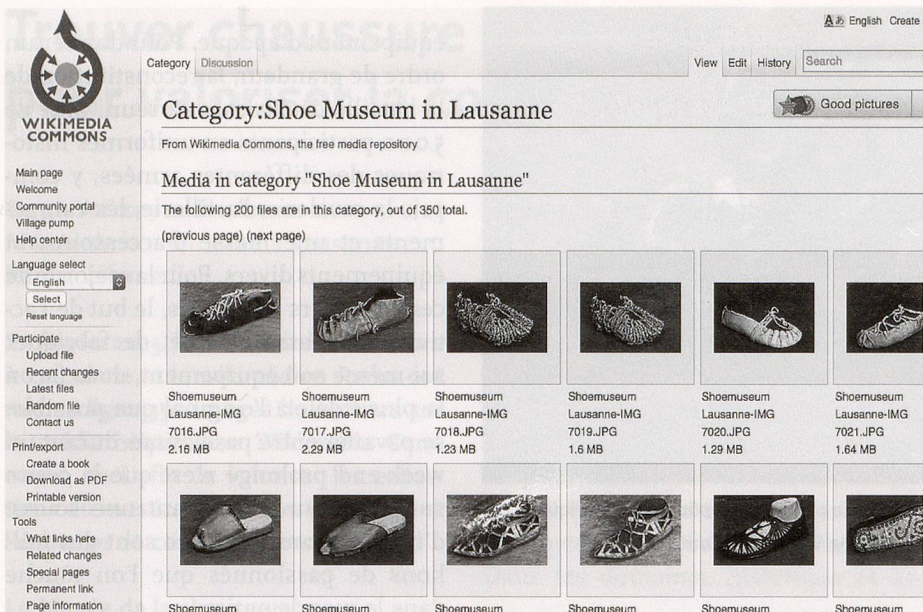 English Create
Category Discussion
View Edit History Search
Category:Shoe Museum in Lausanne
Good pictures
From Wikimedia Commons, the free media repository
Media in category "Shoe Museum in Lausanne"
The following 200 files are in this category, out of 350 total.
(previous page) (next page)
WIKIMEDIA
COMMONS
Main page
Welcome
Community portal
Village pump
Help center
Language select
English
Select
Reset language
Participate
Upload file
Recent changes
Latest files
Random file
Contact us
Print/export
Create a book
Download as PDF
Printable version
Tools
What links here
Related changes
Special pages
Permanent link
Page information
Shoemuseum
Lausanne-IMG
7016.JPG
2.16 MB
Shoemuseum
Lausanne-IMG
7017.JPG
2.29 MB
Shoemuseum
Lausanne-IMG
7018.JPG
1.23 MB
Shoemuseum
Lausanne-IMG
7019.JPG
1.6 MB
Shoemuseum
Lausanne-IMG
7020.JPG
1.29 MB
Shoemuseum
Lausanne-IMG
7021.JPG
1.64 MB
Shoemuseum
Shoemuseum
Shoemuseum
Shoemuseum
Shoemuseum
Shoemuseum